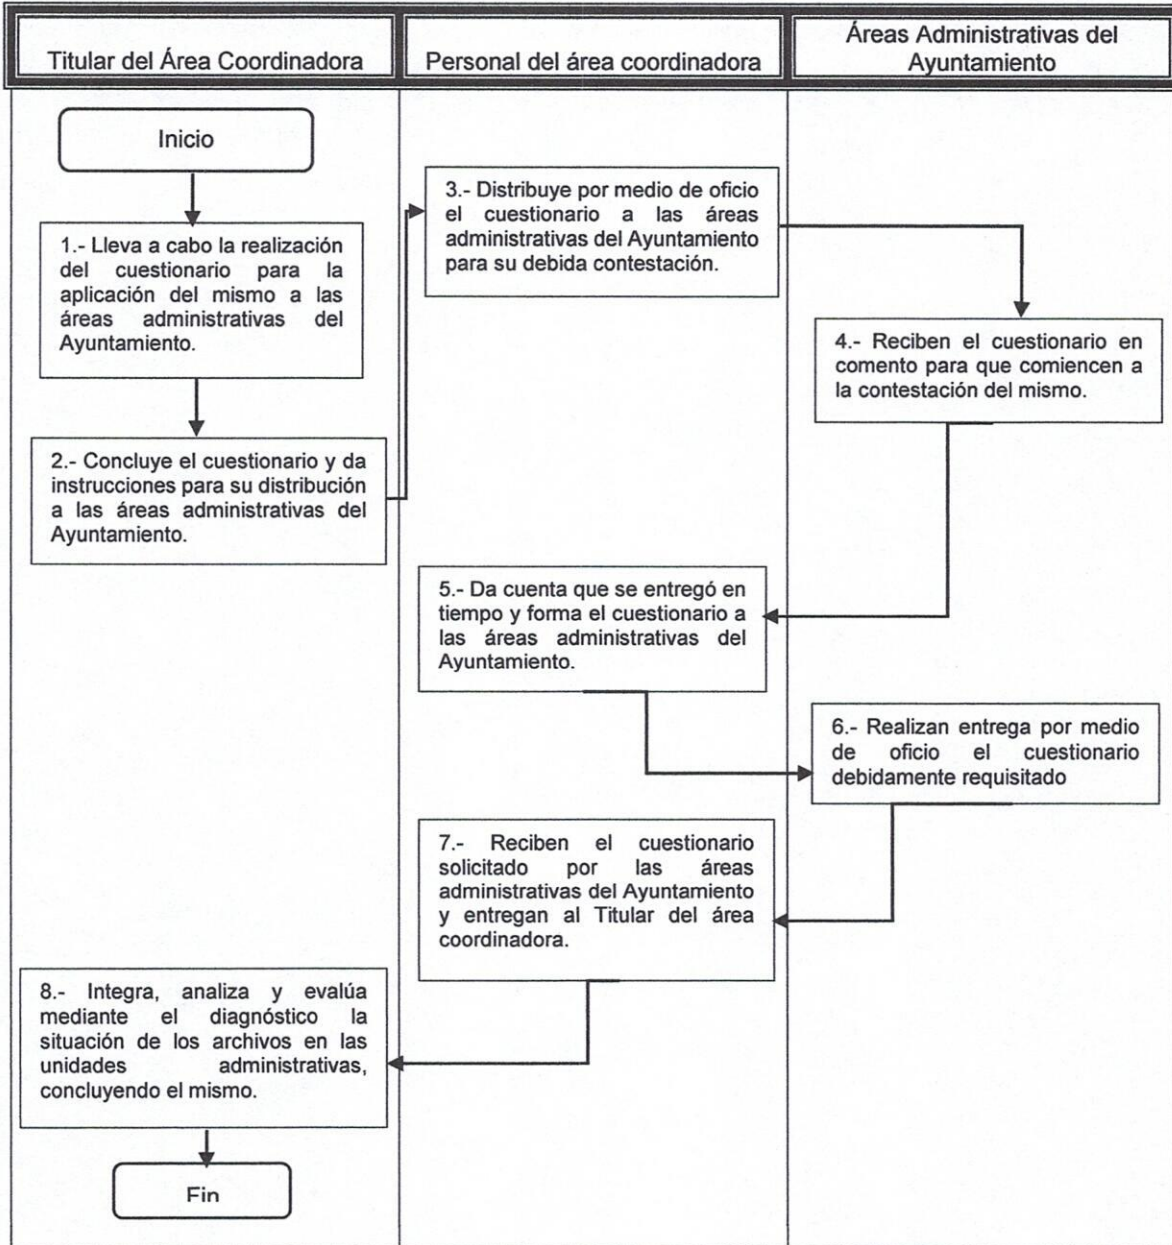 Titular del Área Coordinadora
Personal del área coordinadora
Áreas Administrativas del
Ayuntamiento
Inicio
1.- Lleva a cabo la realización
del cuestionario para la
aplicación del mismo a las
áreas administrativas del
Ayuntamiento.
2.- Concluye el cuestionario y da
instrucciones para su distribución
a las áreas administrativas del
Ayuntamiento.
3.- Distribuye por medio de oficio
el cuestionario a las áreas
administrativas del Ayuntamiento
para su debida contestación.
4.- Reciben el cuestionario en
comento para que comiencen a
la contestación del mismo.
5.- Da cuenta que se entregó en
tiempo y forma el cuestionario a
las áreas administrativas del
Ayuntamiento.
6.- Realizan entrega por medio
de oficio el cuestionario
debidamente requisitado
7.- Reciben el cuestionario
solicitado por las áreas
administrativas del Ayuntamiento
y entregan al Titular del área
coordinadora.
8.- Integra, analiza y evalúa
mediante el diagnóstico la
situación de los archivos en las
unidades administrativas,
concluyendo el mismo.
Fin